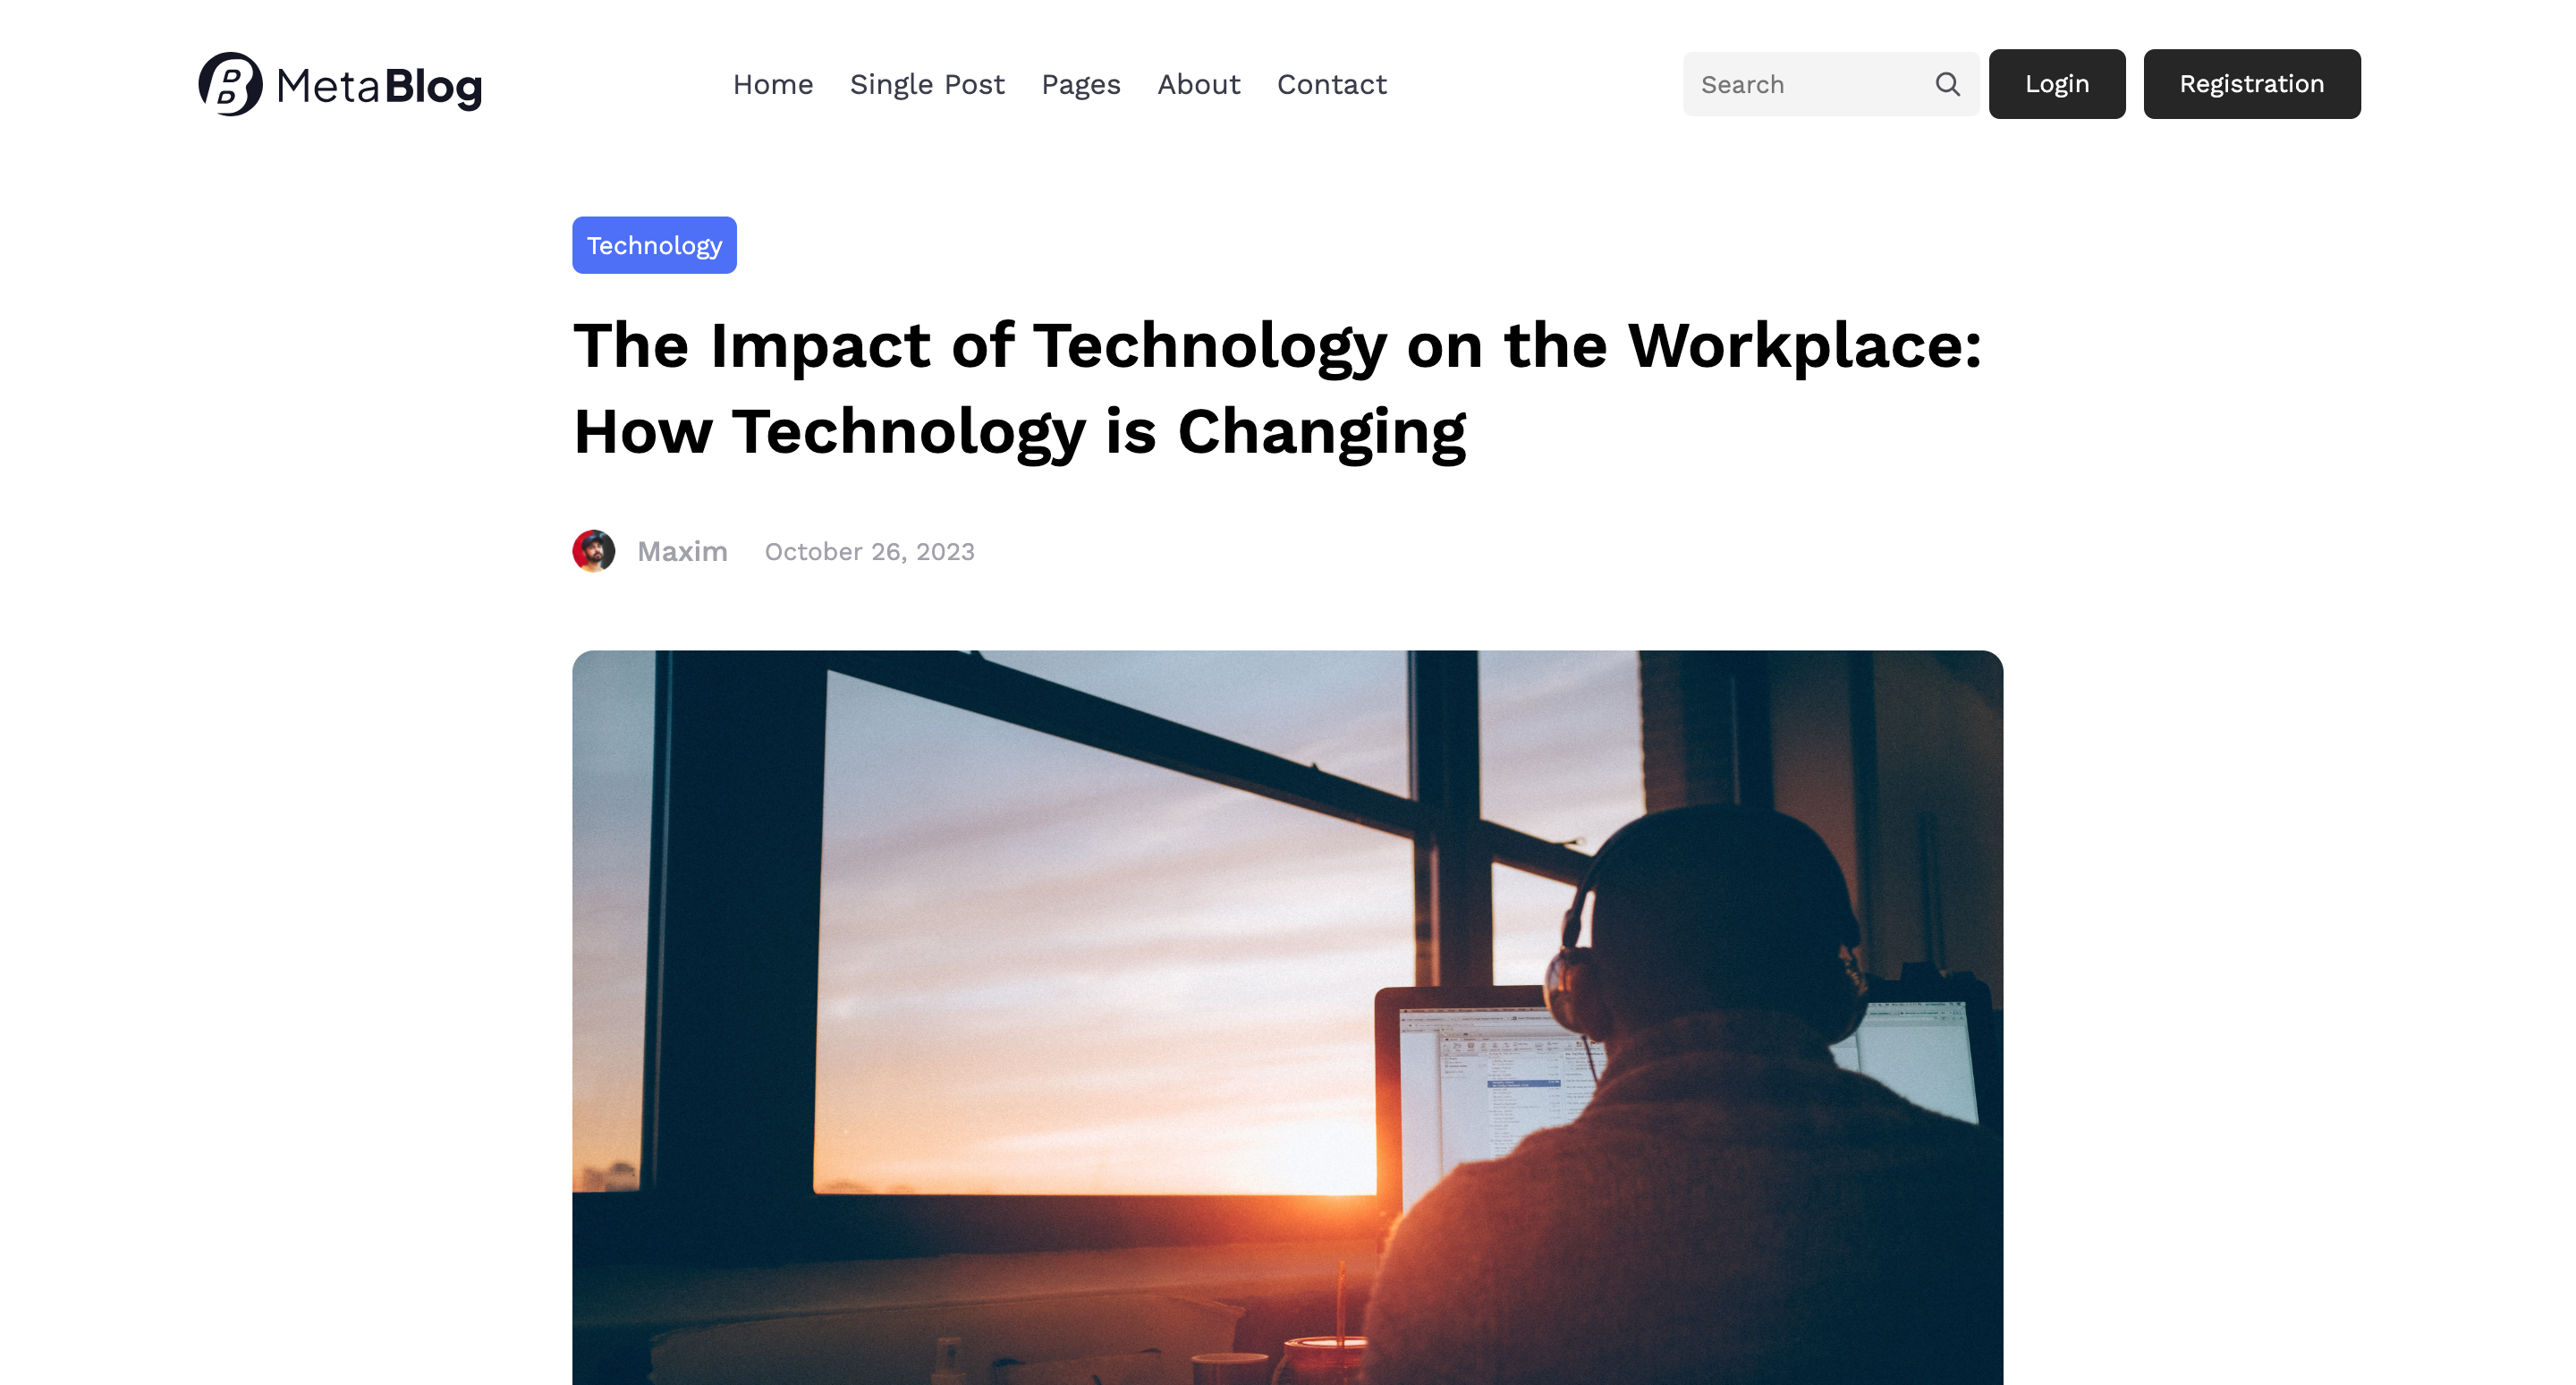 MetaBlog
Home
Single Post
Pages
About
Contact
Search
Login
Registration
Technology
The Impact of Technology on the Workplace:
How Technology is Changing
Maxim
October 26, 2023